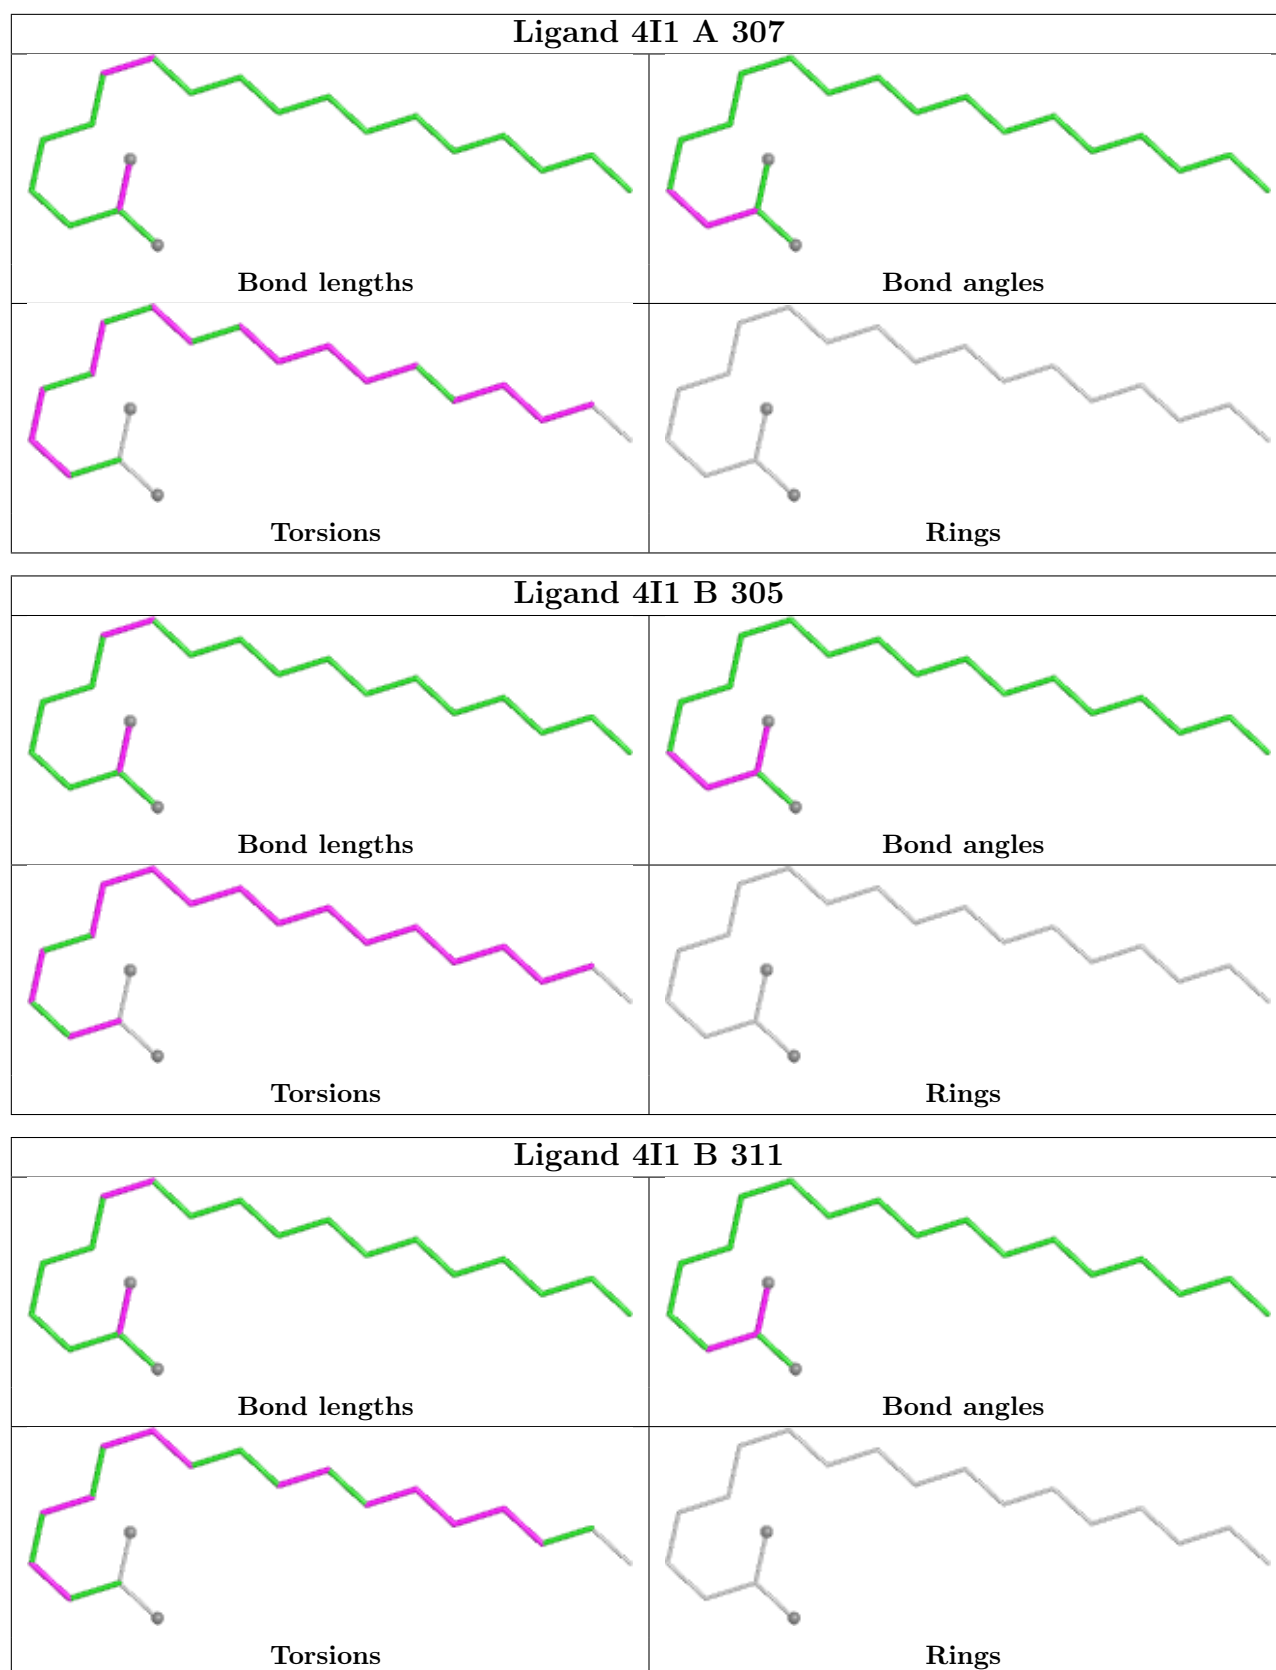 Ligand 4I1 A 307
Bond lengths
Bond angles
Torsions
Rings
Ligand 4I1 B 305
Bond lengths
Bond angles
Torsions
Rings
Ligand 4I1 B 311
Bond lengths
Bond angles
Torsions
Rings